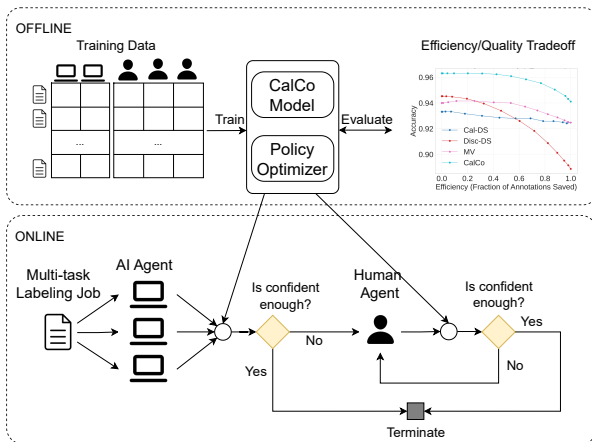 OFFLINE
Training Data
Efficiency/Quality Tradeoff
...
...
Train
CalCo
Model
Policy
Optimizer
Evaluate
Accuracy
0.96
0.94
0.92
0.90
Cal-DS
Disc-DS
MV
CalCo
0.0 0.2 0.4 0.6 0.8 1.0
Efficiency (Fraction of Annotations Saved)
ONLINE
Multi-task
Labeling Job
AI Agent
Is confident
enough?
No
Yes
Human
Agent
Is confident
enough?
Yes
No
Terminate